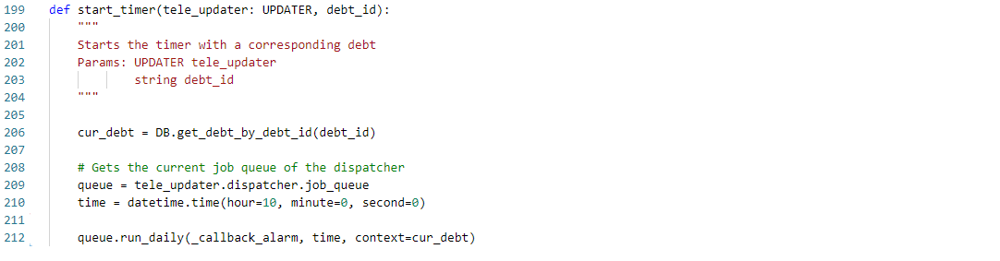 199 def start_timer(tele_updater: UPDATER, debt_id):
200     """
201     Starts the timer with a corresponding debt
202     Params: UPDATER tele_updater
203             string debt_id
204     """
205
206     cur_debt = DB.get_debt_by_debt_id(debt_id)
207
208     # Gets the current job queue of the dispatcher
209     queue = tele_updater.dispatcher.job_queue
210     time = datetime.time(hour=10, minute=0, second=0)
211
212     queue.run_daily(_callback_alarm, time, context=cur_debt)